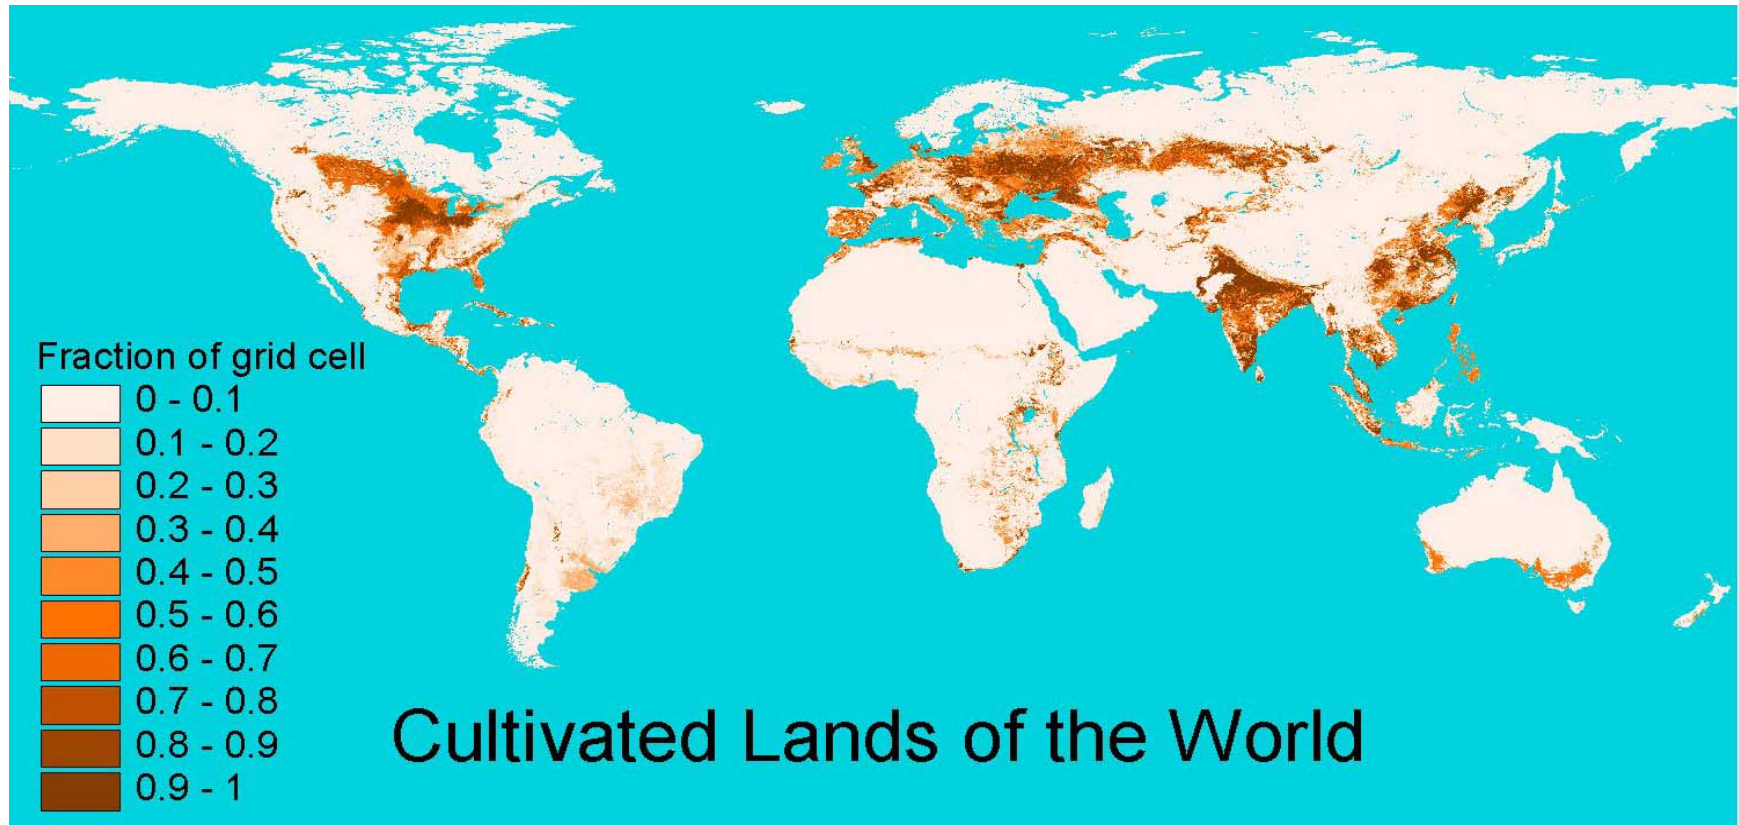 Fraction of grid cell
0 - 0.1
0.1 - 0.2
0.2 - 0.3
0.3 - 0.4
0.4 - 0.5
0.5 - 0.6
0.6 - 0.7
0.7 - 0.8
0.8 - 0.9
0.9 - 1
Cultivated Lands of the World